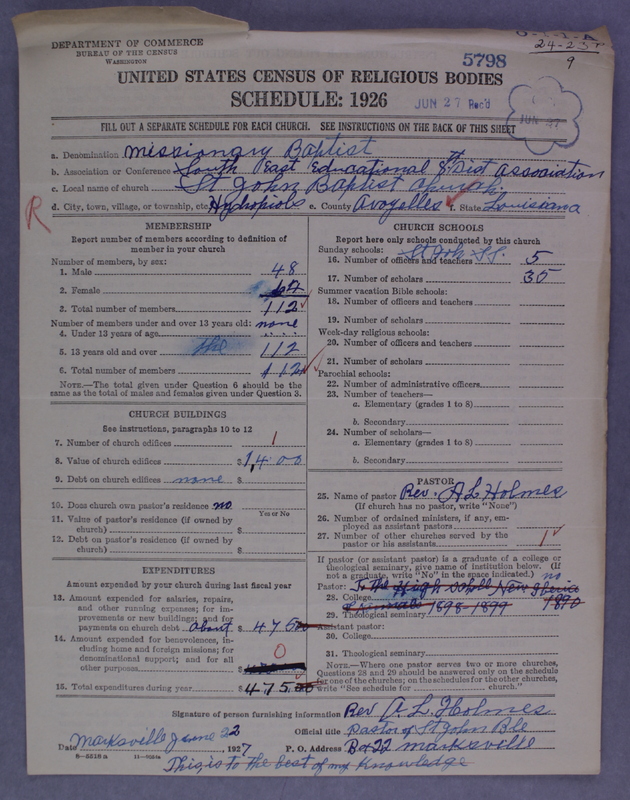 DEPARTMENT OF COMMERCE
BUREAU OF THE CENSUS
WASHINGTON
5798
24-23
9
UNITED STATES CENSUS OF RELIGIOUS BODIES
SCHEDULE: 1926
JUN 27 Rec'd
JUN 27
FILL OUT A SEPARATE SCHEDULE FOR EACH CHURCH. SEE INSTRUCTIONS ON THE BACK OF THIS SHEET
a. Denomination Missionary Baptist
b. Association or Conference South East Educational 8th Dist association
c. Local name of church St John Baptist Church
R
d. City, town, village, or township, etc. Hydropiols e. County Avoyelles f. State Louisiana
MEMBERSHIP
Report number of members according to definition of member in your church
Number of members, by sex:
1. Male 48
2. Female
3. Total number of members 112
Number of members under and over 13 years old: none
4. Under 13 years of age
5. 13 years old and over the 112
6. Total number of members 112
NOTE.—The total given under Question 6 should be the same as the total of males and females given under Question 3.
CHURCH BUILDINGS
See instructions, paragraphs 10 to 12
7. Number of church edifices 1
8. Value of church edifices $1400
9. Debt on church edifices none $
10. Does church own pastor's residence no
Yes or No
11. Value of pastor's residence (if owned by church) $
12. Debt on pastor's residence (if owned by church) $
EXPENDITURES
Amount expended by your church during last fiscal year
13. Amount expended for salaries, repairs, and other running expenses; for improvements or new buildings; and for payments on church debt about $475
14. Amount expended for benevolences, including home and foreign missions; for denominational support; and for all other purposes $ 0
15. Total expenditures during year $475.00
CHURCH SCHOOLS
Report here only schools conducted by this church
Sunday schools: St Joh SS.
16. Number of officers and teachers 5
17. Number of scholars 35
Summer vacation Bible schools:
18. Number of officers and teachers
19. Number of scholars
Week-day religious schools:
20. Number of officers and teachers
21. Number of scholars
Parochial schools:
22. Number of administrative officers
23. Number of teachers—
a. Elementary (grades 1 to 8)
b. Secondary
24. Number of scholars—
a. Elementary (grades 1 to 8)
b. Secondary
PASTOR
25. Name of pastor Rev. A L Holmes
(If church has no pastor, write "None")
26. Number of ordained ministers, if any, employed as assistant pastors
27. Number of other churches served by the pastor or his assistants 1
If pastor (or assistant pastor) is a graduate of a college or theological seminary, give name of institution below. (If not a graduate, write "No" in the space indicated.) no
Pastor: To the High School New Iberia
28. College 1898-1899 1890
29. Theological seminary
Assistant pastor:
30. College
31. Theological seminary
NOTE.—Where one pastor serves two or more churches, Questions 28 and 29 should be answered only on the schedule for one of the churches; on the schedules for the other churches, write "See schedule for church."
Signature of person furnishing information Rev A. L. Holmes
Official title Pastor of St John Ble
Date Marksville June 22, 1927 P. O. Address Box 22 Marksville
This, is to the best of my Knowledge